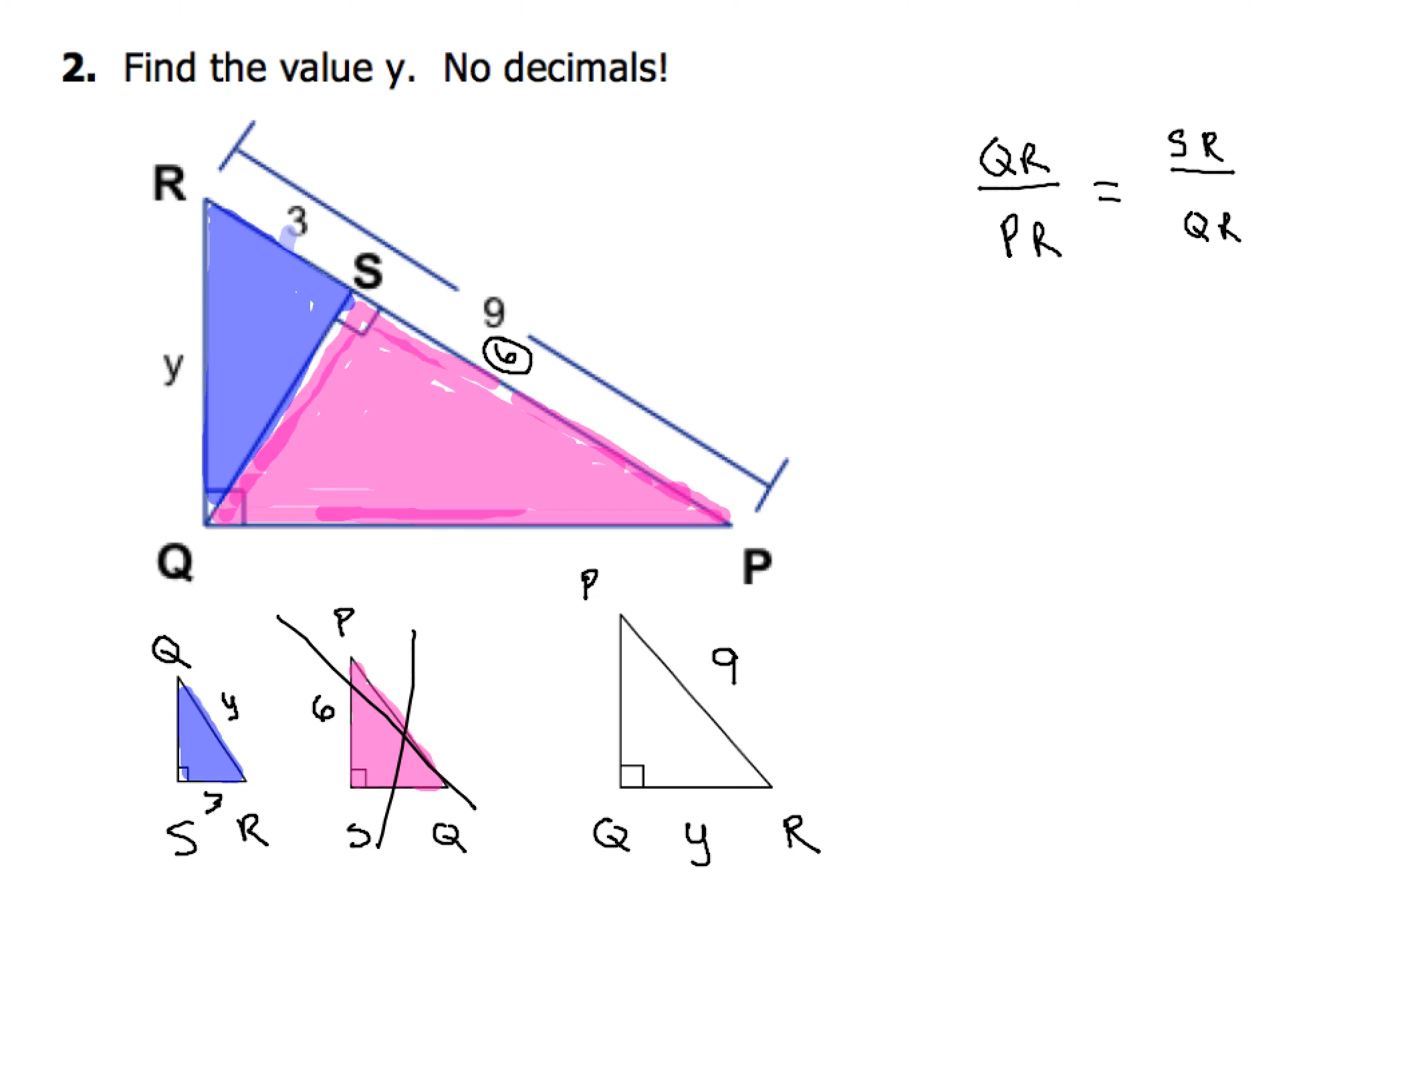 2. Find the value y. No decimals!
R
3
S
9
6
y
Q
P
QR
PR
=
SR
QR
Q
y
3
S R
P
6
S Q
P
9
Q y R